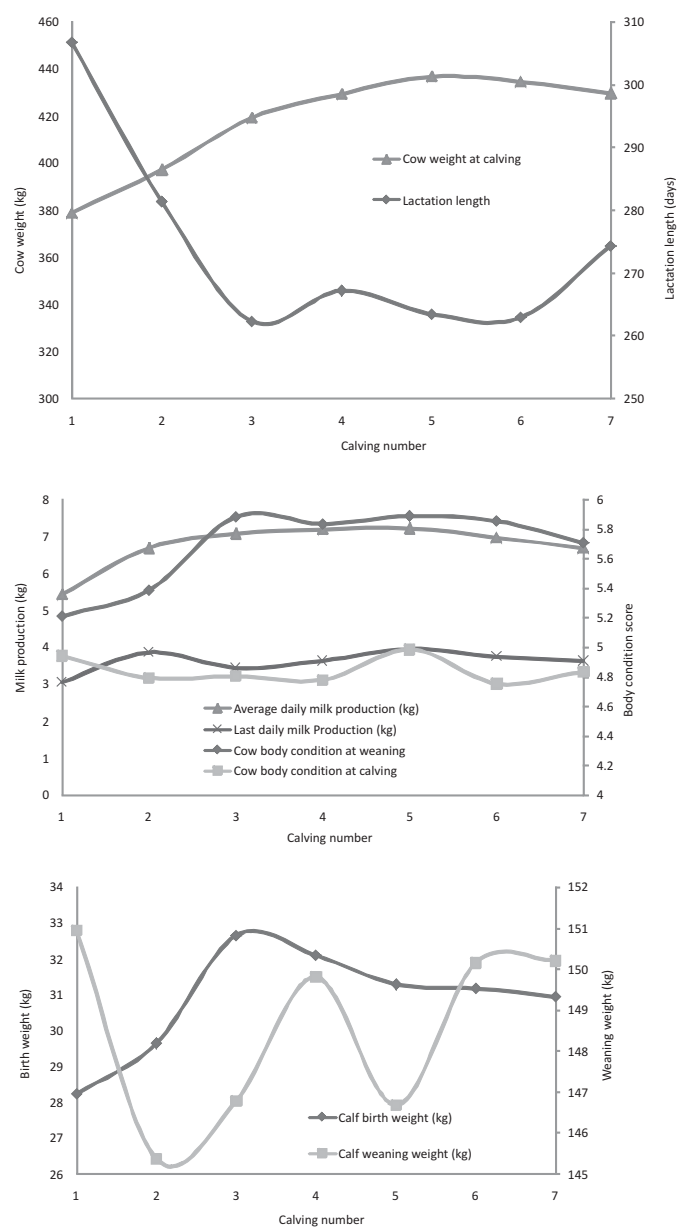 460
440
420
400
380
360
340
320
300
Cow weight (kg)
310
300
290
280
270
260
250
Lactation length (days)
Cow weight at calving
Lactation length
1 2 3 4 5 6 7
Calving number
8
7
6
5
4
3
2
1
0
Milk production (kg)
6
5.8
5.6
5.4
5.2
5
4.8
4.6
4.4
4.2
4
Body condition score
Average daily milk production (kg)
Last daily milk Production (kg)
Cow body condition at weaning
Cow body condition at calving
1 2 3 4 5 6 7
Calving number
34
33
32
31
30
29
28
27
26
Birth weight (kg)
152
151
150
149
148
147
146
145
Weaning weight (kg)
Calf birth weight (kg)
Calf weaning weight (kg)
1 2 3 4 5 6 7
Calving number